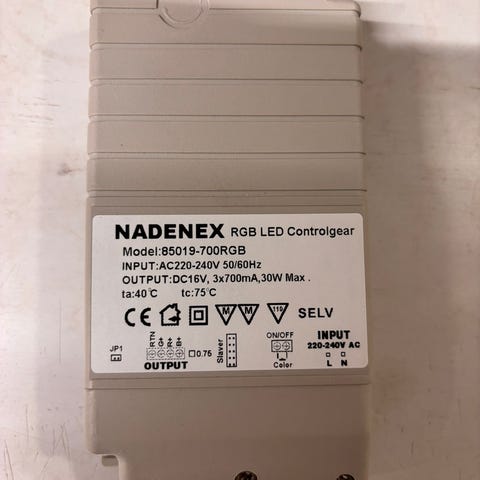 NADENEX RGB LED Controlgear
Model:85019-700RGB
INPUT:AC220-240V 50/60Hz
OUTPUT:DC16V, 3x700mA,30W Max .
ta:40℃ tc:75℃
CE M M 110 SELV
JP1 RTN 0.75 Slaver ON/OFF INPUT
220-240V AC
OUTPUT Color L N